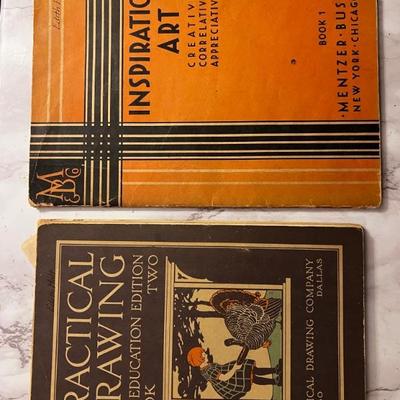 INSPIRATIO
ART
CREATIV
CORRELATIV
APPRECIATIV
BOOK 1
·MENTZER·BUS
NEW YORK·CHICAG
MB&Co.
RACTICAL
RAWING
EDUCATION EDITION
OK TWO
ICAL DRAWING COMPANY
DALLAS